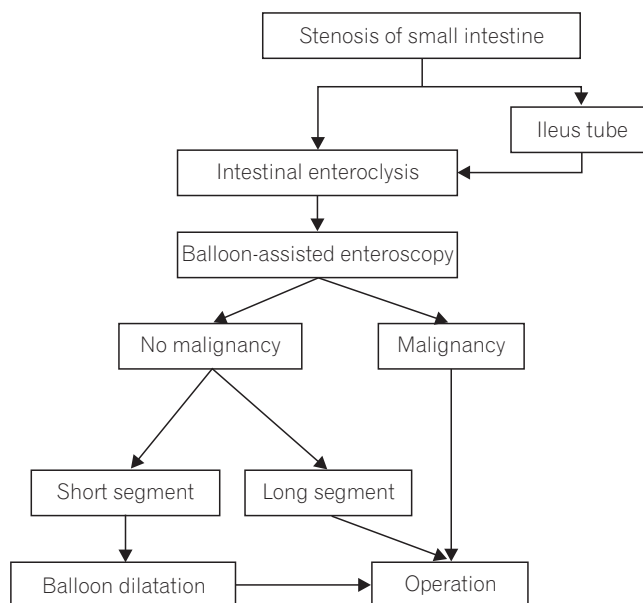 Stenosis of small intestine
Ileus tube
Intestinal enteroclysis
Balloon-assisted enteroscopy
No malignancy
Malignancy
Short segment
Long segment
Balloon dilatation
Operation